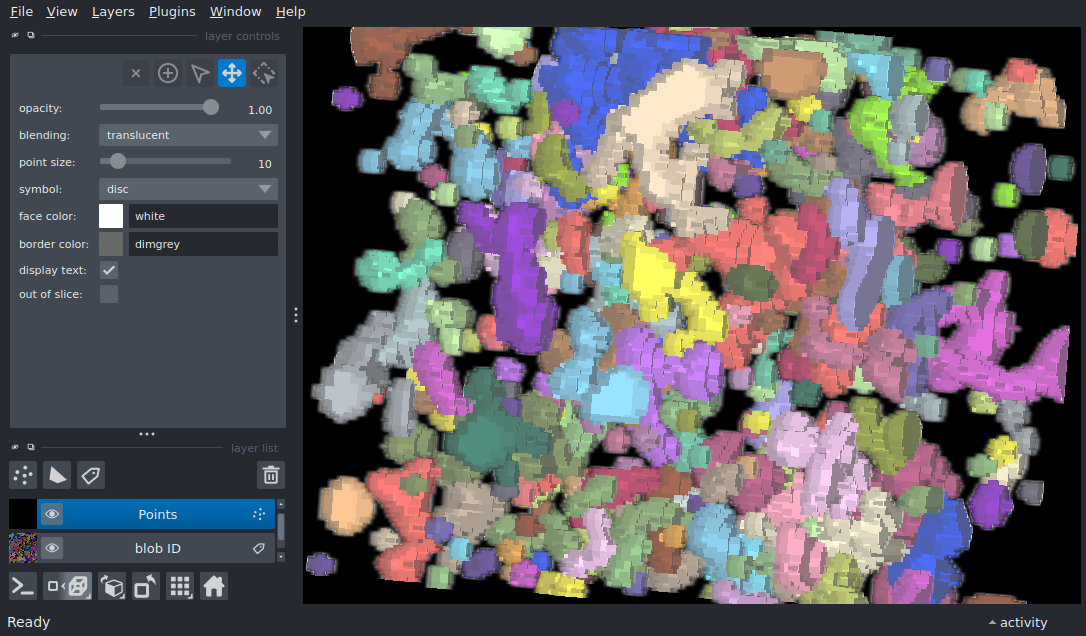 File View Layers Plugins Window Help
layer controls
opacity: 1.00
blending: translucent
point size: 10
symbol: disc
face color: white
border color: dimgrey
display text:
out of slice:
layer list
Points
blob ID
Ready
activity